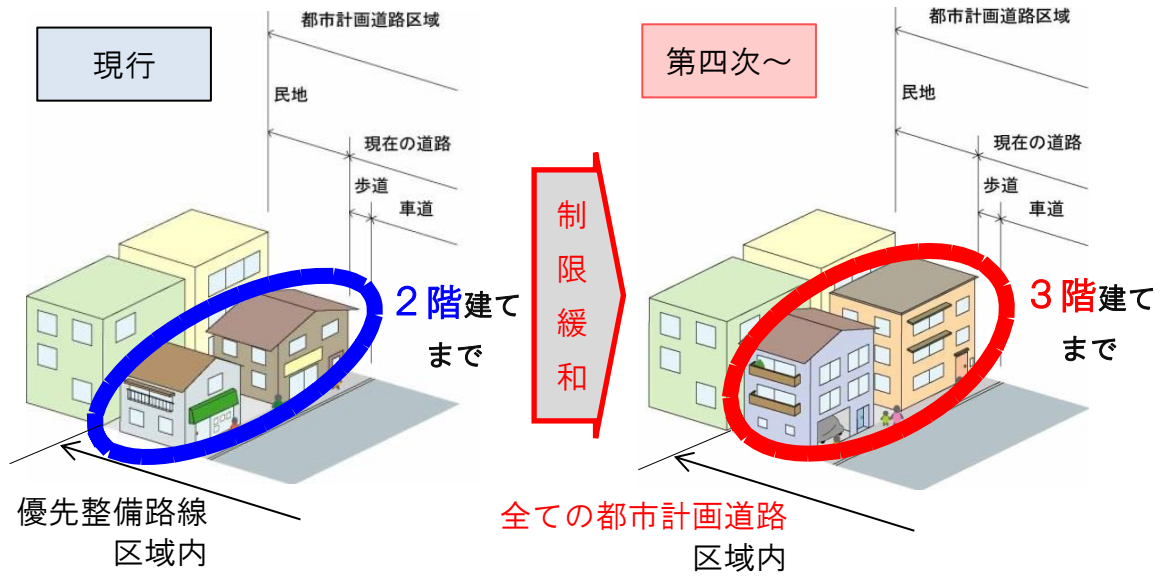 現行
都市計画道路区域
民地
現在の道路
歩道
車道
２階建て
まで
優先整備路線
区域内
制限緩和
第四次～
都市計画道路区域
民地
現在の道路
歩道
車道
３階建て
まで
全ての都市計画道路
区域内